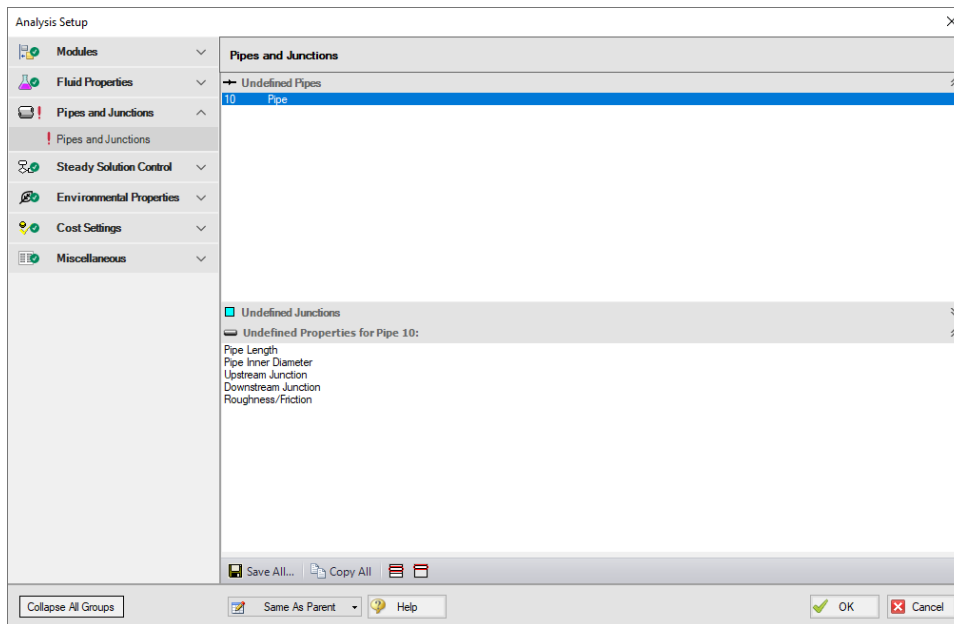 Analysis Setup
Modules
Fluid Properties
Pipes and Junctions
Pipes and Junctions
Steady Solution Control
Environmental Properties
Cost Settings
Miscellaneous
Pipes and Junctions
Undefined Pipes
10 Pipe
Undefined Junctions
Undefined Properties for Pipe 10:
Pipe Length
Pipe Inner Diameter
Upstream Junction
Downstream Junction
Roughness/Friction
Save All... Copy All
Collapse All Groups Same As Parent Help OK Cancel